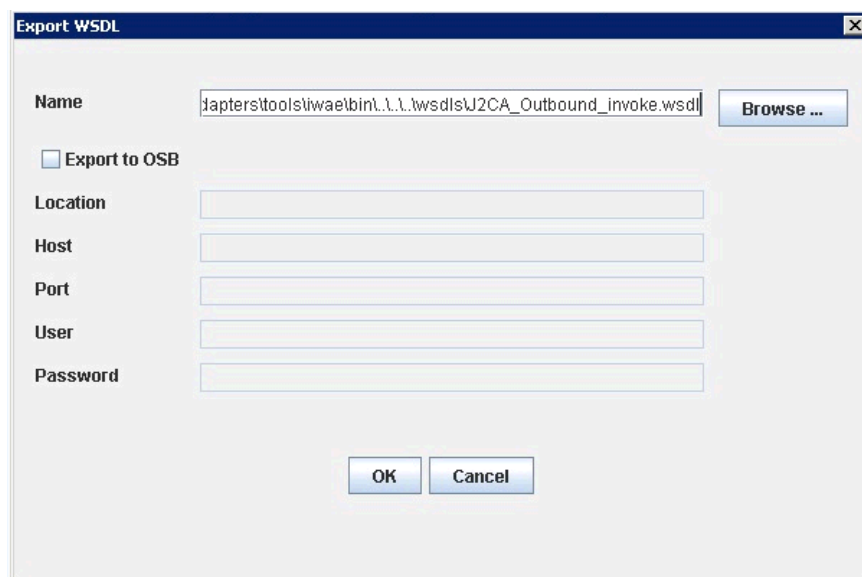 Export WSDL
Name
dapters\tools\iwae\bin\..\..\..\wsdls\J2CA_Outbound_invoke.wsdl
Browse ...
Export to OSB
Location
Host
Port
User
Password
OK Cancel